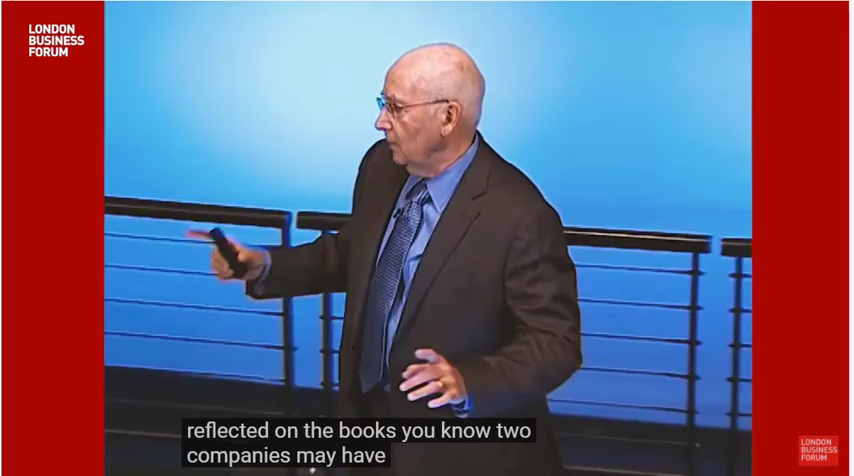 LONDON
BUSINESS
FORUM
reflected on the books you know two
companies may have
LONDON
BUSINESS
FORUM